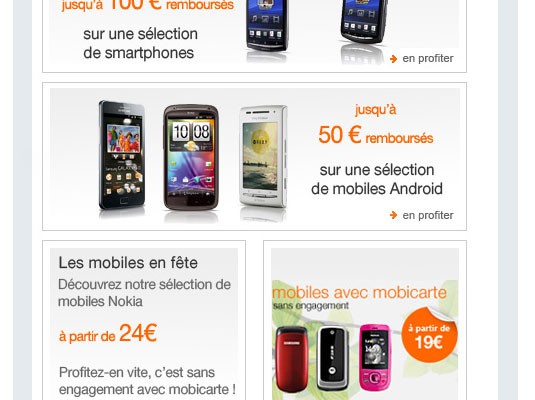 jusqu'à 100 € remboursés
sur une sélection
de smartphones
en profiter
jusqu'à
50 € remboursés
sur une sélection
de mobiles Android
en profiter
10:10
Les mobiles en fête
Découvrez notre sélection de
mobiles Nokia
à partir de 24€
Profitez-en vite, c'est sans
engagement avec mobicarte !
mobiles avec mobicarte
sans engagement
à partir de
19€